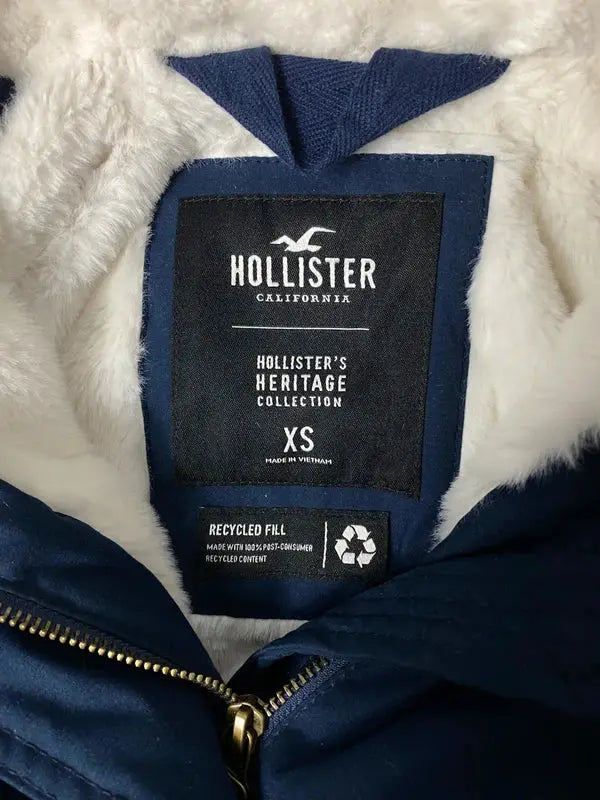 HOLLISTER
CALIFORNIA
HOLLISTER'S
HERITAGE
COLLECTION
XS
MADE IN VIETNAM
RECYCLED FILL
MADE WITH 100% POST-CONSUMER
RECYCLED CONTENT